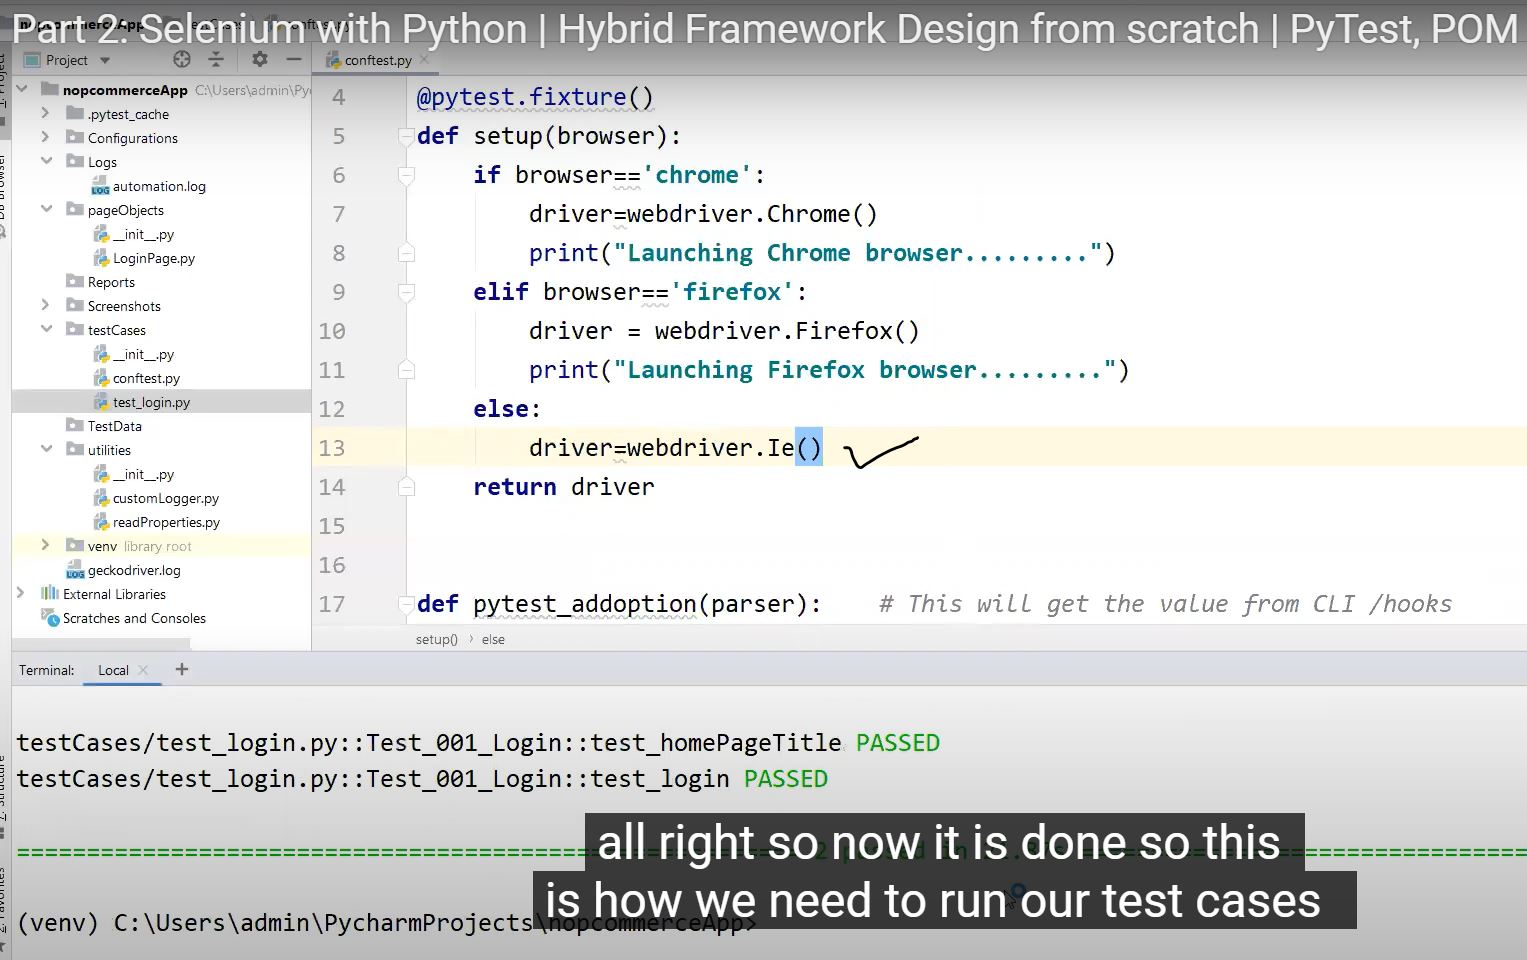 Part 2: Selenium with Python | Hybrid Framework Design from scratch | PyTest, POM
Project
conftest.py
nopcommerceApp C:\Users\admin\Py
.pytest_cache
Configurations
Logs
automation.log
pageObjects
__init__.py
LoginPage.py
Reports
Screenshots
testCases
__init__.py
conftest.py
test_login.py
TestData
utilities
__init__.py
customLogger.py
readProperties.py
venv library root
geckodriver.log
External Libraries
Scratches and Consoles
4 @pytest.fixture()
5 def setup(browser):
6 if browser=='chrome':
7 driver=webdriver.Chrome()
8 print("Launching Chrome browser.........")
9 elif browser=='firefox':
10 driver = webdriver.Firefox()
11 print("Launching Firefox browser.........")
12 else:
13 driver=webdriver.Ie()
14 return driver
15
16
17 def pytest_addoption(parser): # This will get the value from CLI /hooks
setup() › else
Terminal: Local
testCases/test_login.py::Test_001_Login::test_homePageTitle PASSED
testCases/test_login.py::Test_001_Login::test_login PASSED
all right so now it is done so this
is how we need to run our test cases
(venv) C:\Users\admin\PycharmProjects\nopcommerceApp>